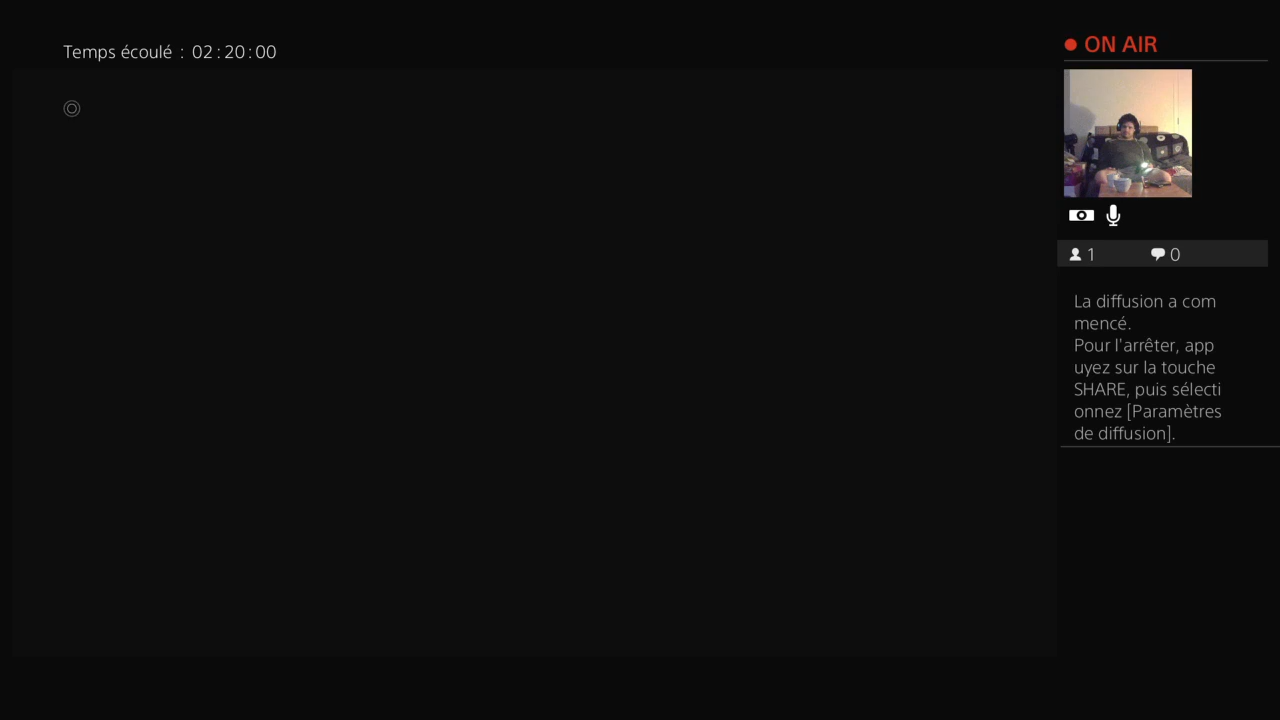 Temps écoulé : 02:20:00
ON AIR
1
0
La diffusion a com
mencé.
Pour l'arrêter, app
uyez sur la touche
SHARE, puis sélecti
onnez [Paramètres
de diffusion].